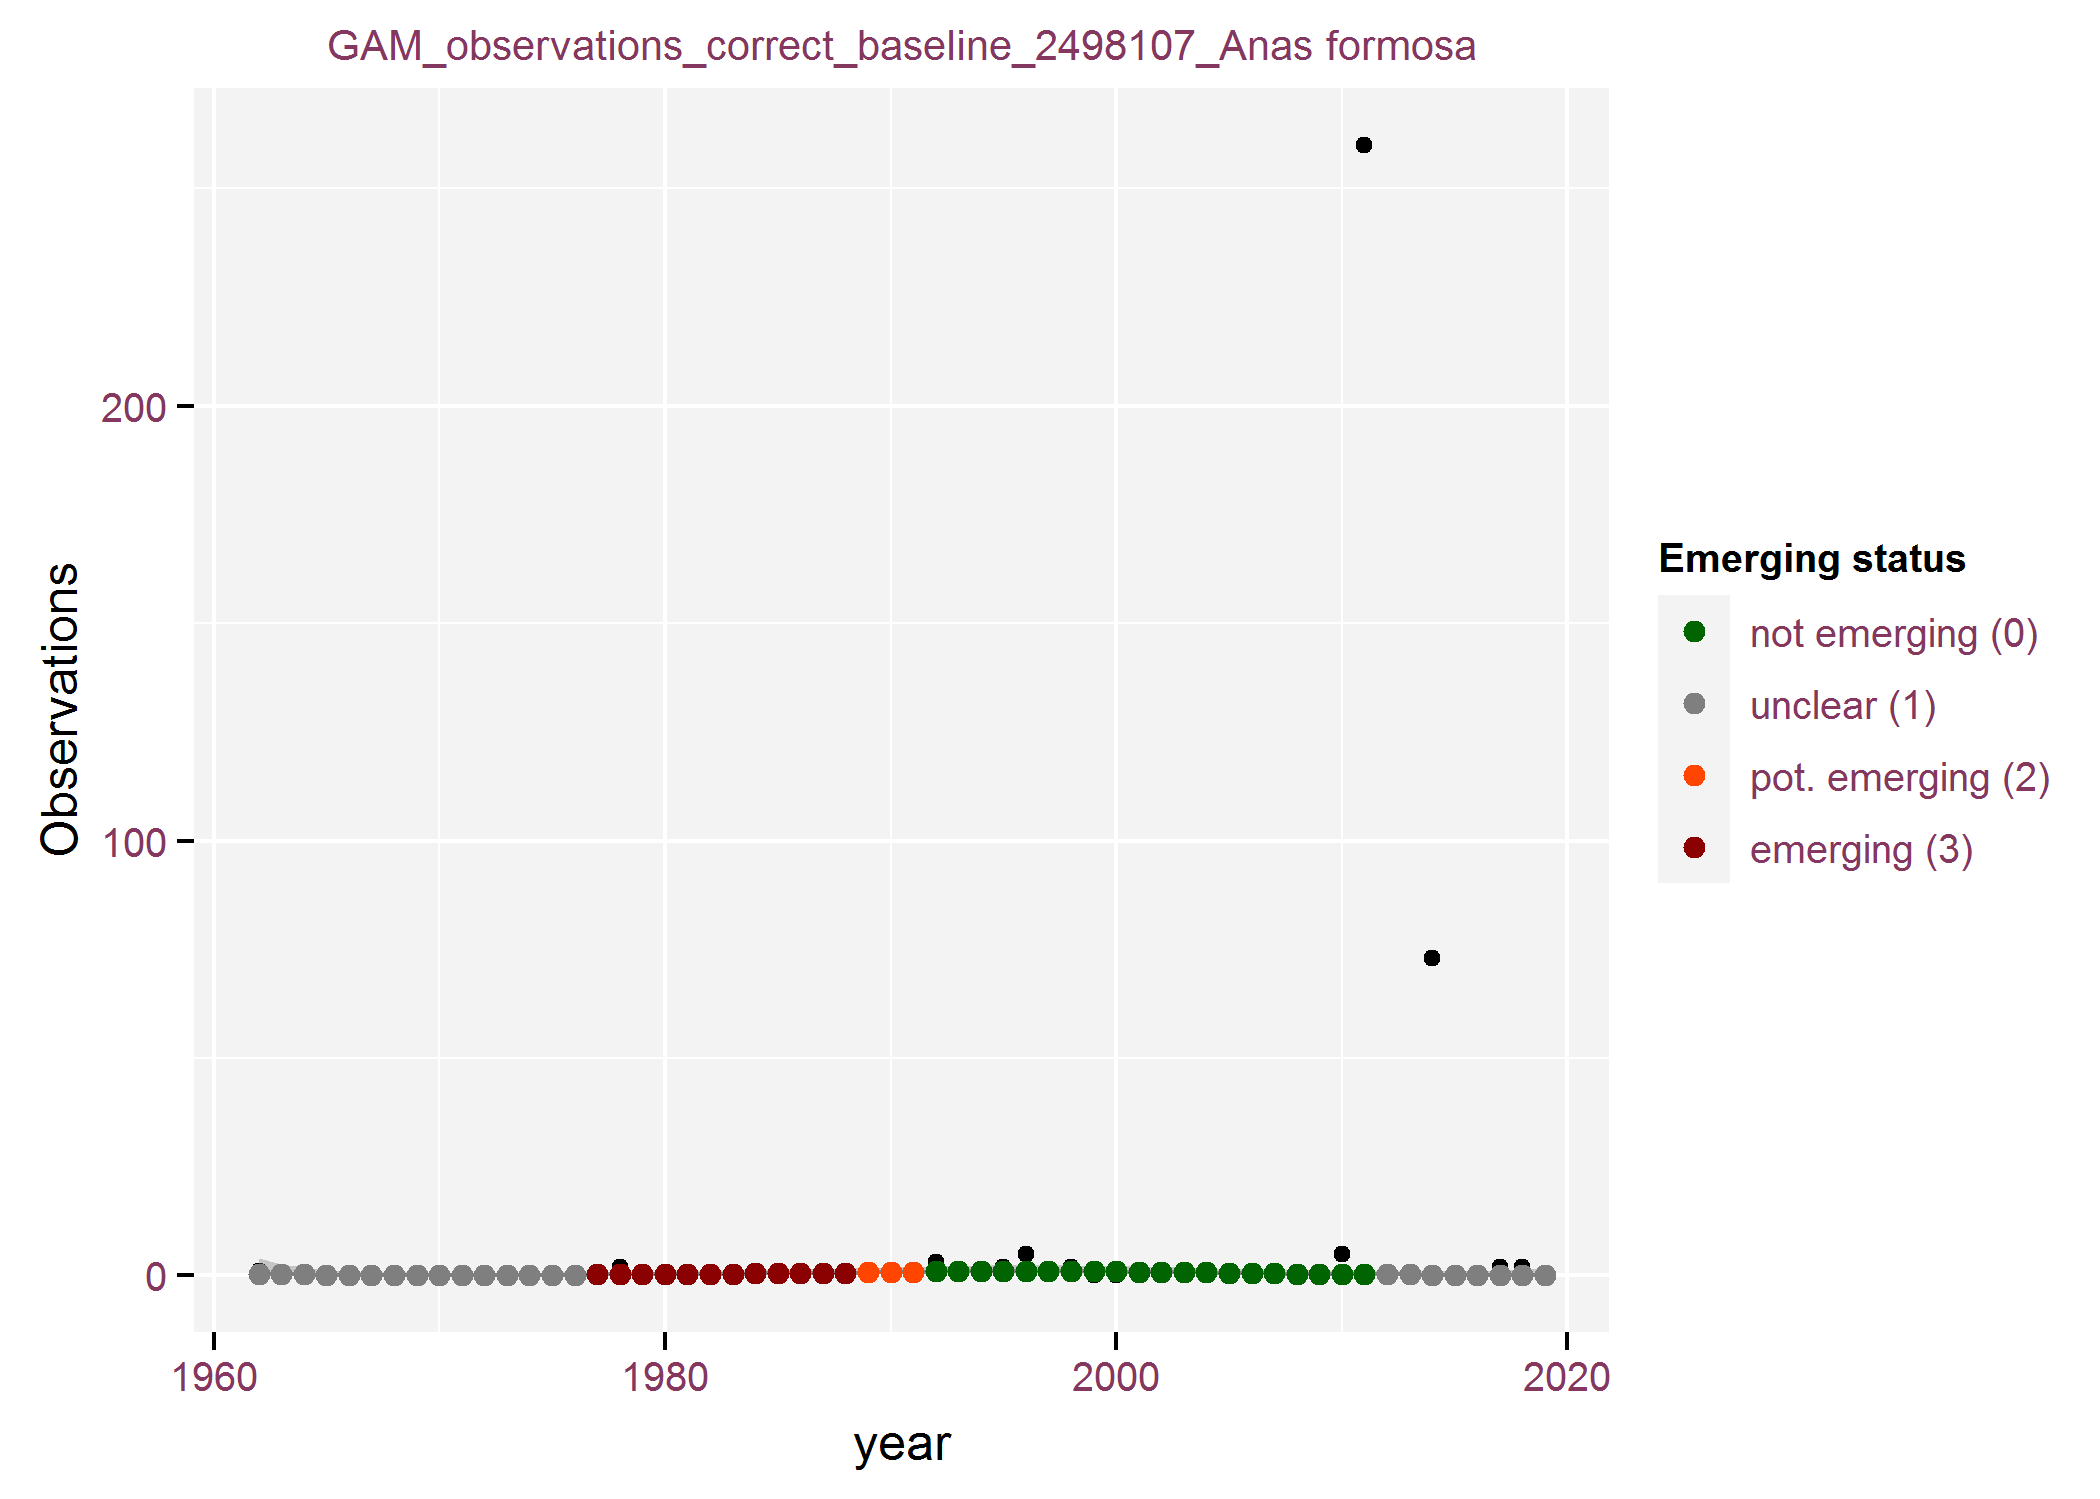 GAM_observations_correct_baseline_2498107_Anas formosa
Observations
200
100
0
1960
1980
2000
2020
year
Emerging status
not emerging (0)
unclear (1)
pot. emerging (2)
emerging (3)